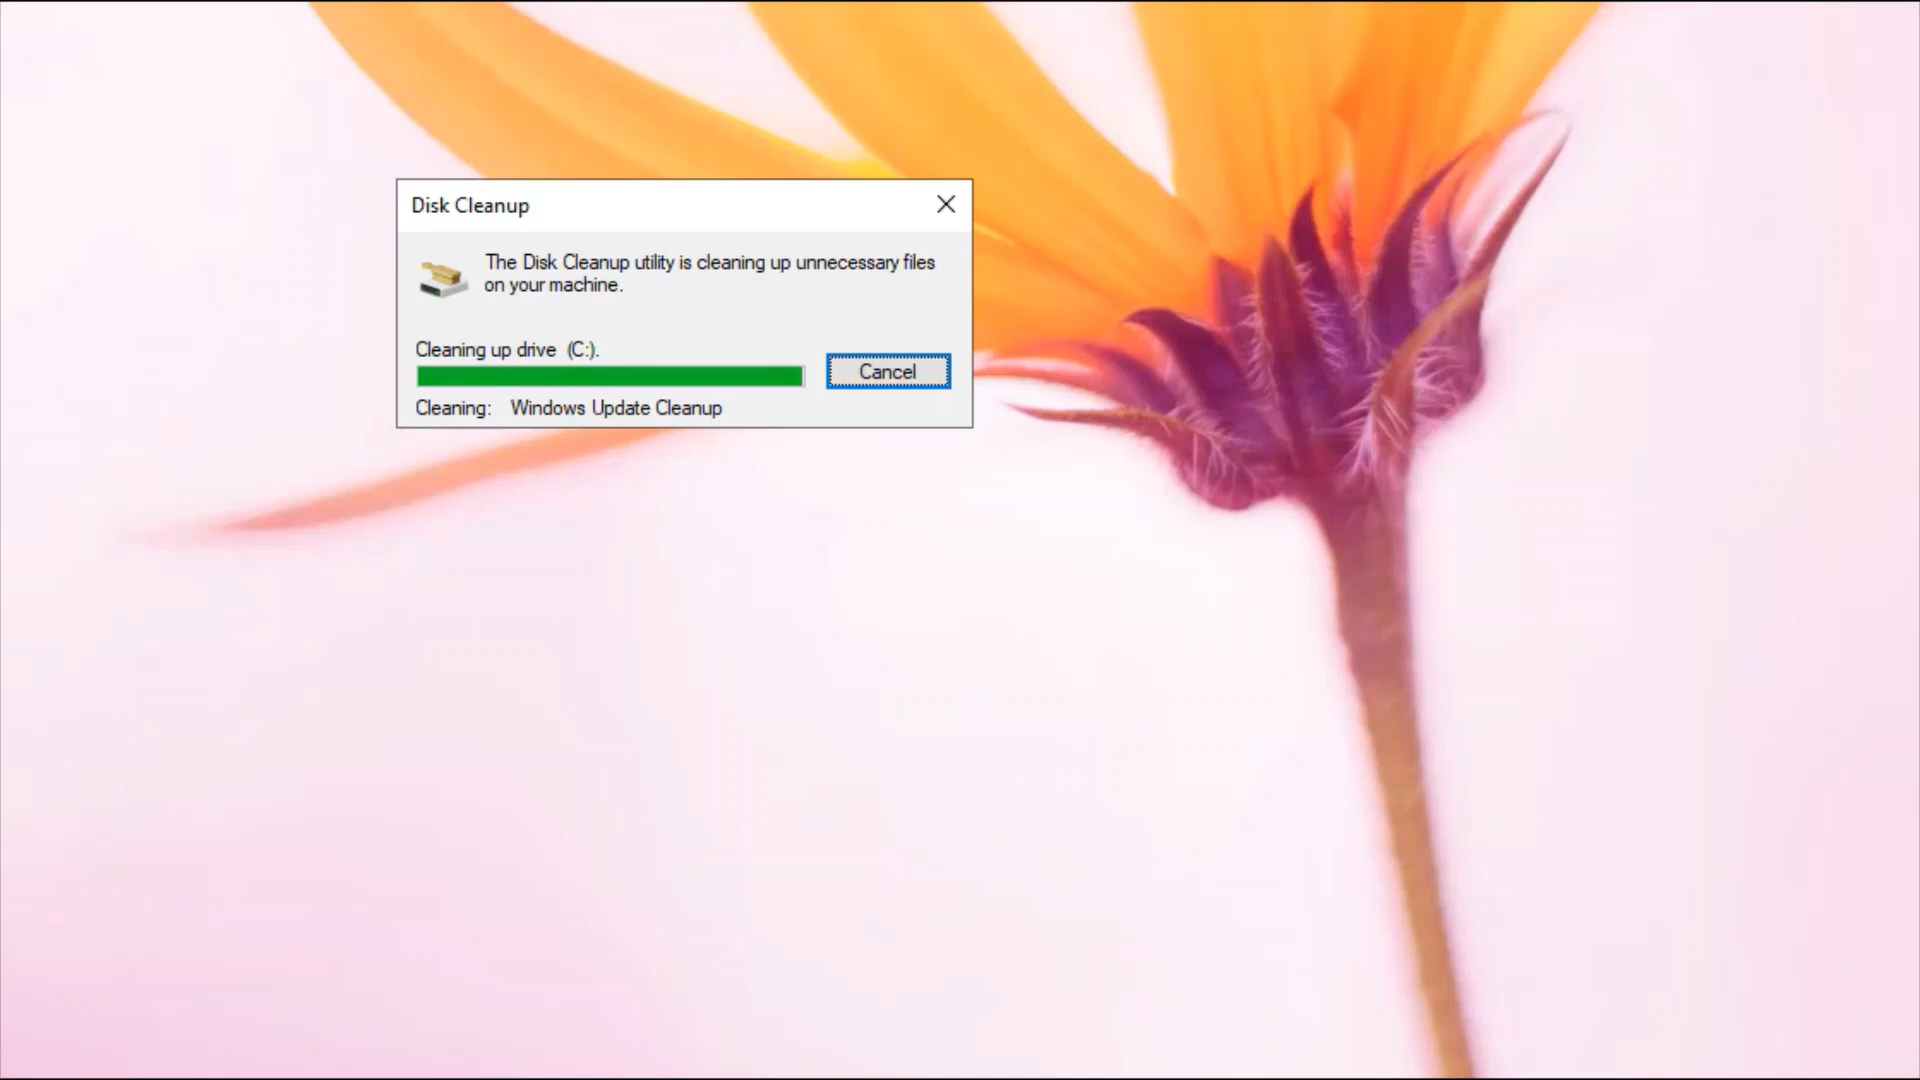 Disk Cleanup
The Disk Cleanup utility is cleaning up unnecessary files
on your machine.
Cleaning up drive  (C:).
Cancel
Cleaning:   Windows Update Cleanup